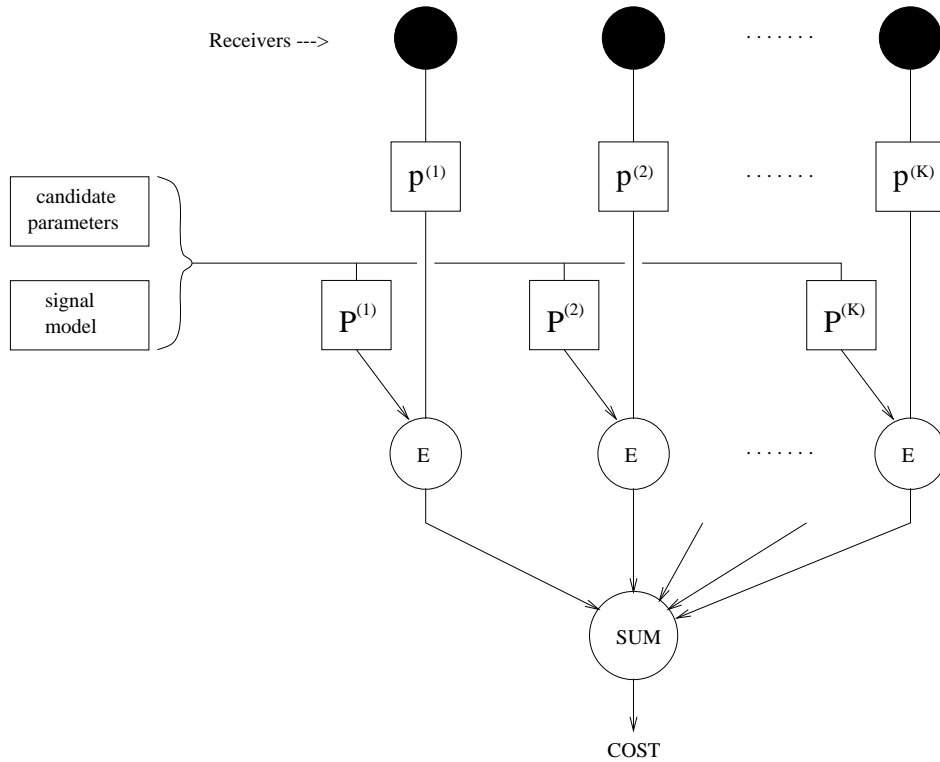 Receivers --->
. . . . . . .
p(1) p(2) . . . . . . . p(K)
candidate
parameters
signal
model
P(1) P(2) P(K)
E E . . . . . . . E
SUM
COST